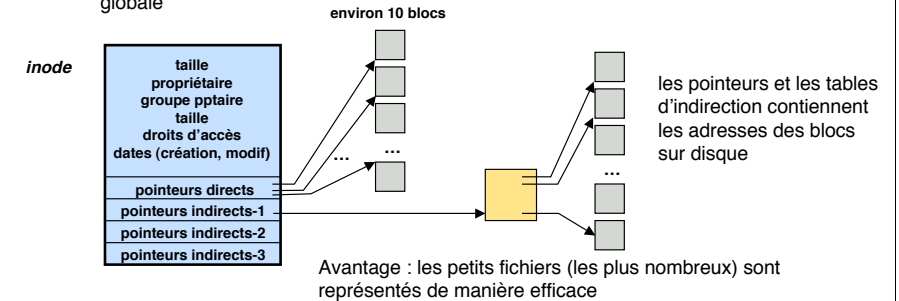 globale
environ 10 blocs
inode
taille
propriétaire
groupe pptaire
taille
droits d'accès
dates (création, modif)
pointeurs directs
pointeurs indirects-1
pointeurs indirects-2
pointeurs indirects-3
...
...
...
les pointeurs et les tables
d'indirection contiennent
les adresses des blocs
sur disque
Avantage : les petits fichiers (les plus nombreux) sont
représentés de manière efficace